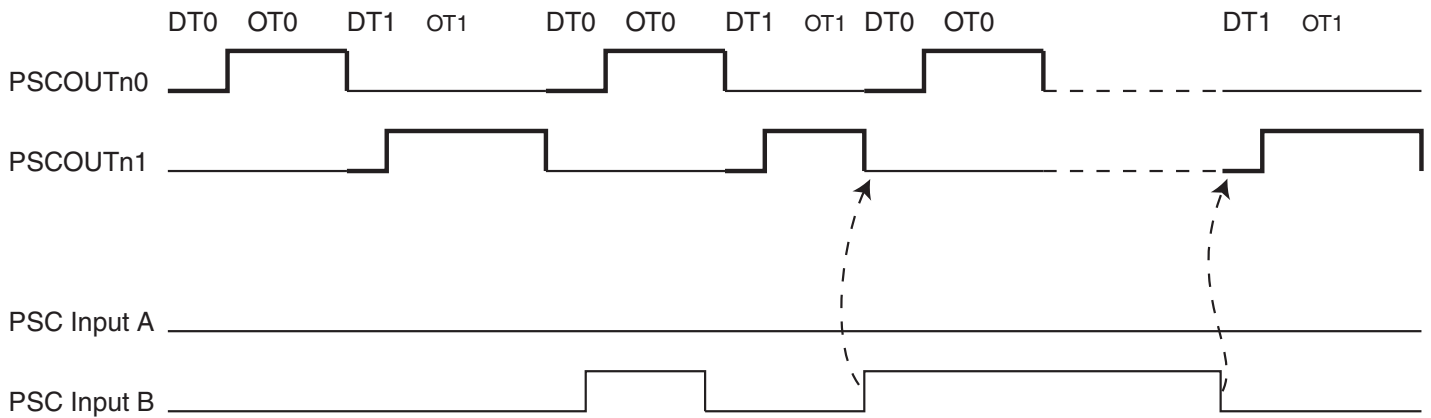 DT0 OT0 DT1 OT1 DT0 OT0 DT1 OT1 DT0 OT0 DT1 OT1
PSCOUTn0
PSCOUTn1
PSC Input A
PSC Input B